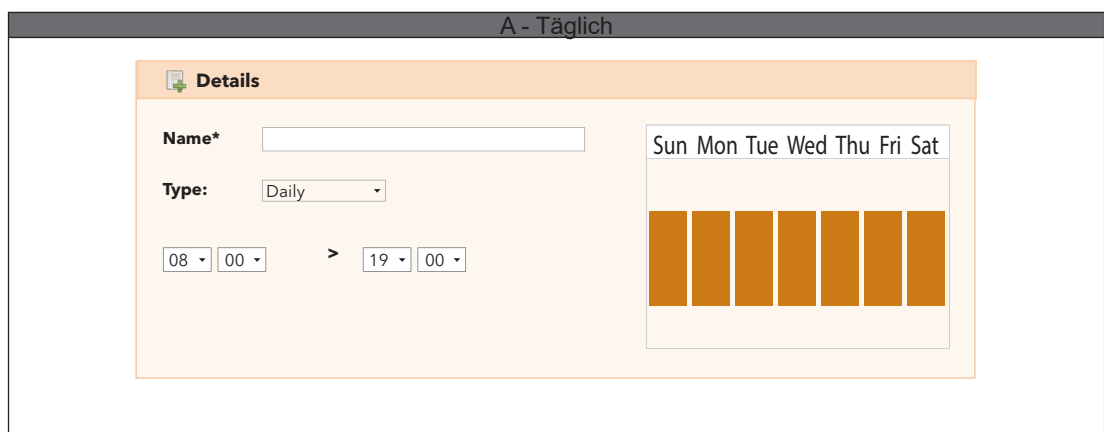 A - Täglich
Details
Name*
Sun Mon Tue Wed Thu Fri Sat
Type:
Daily
08 00 > 19 00